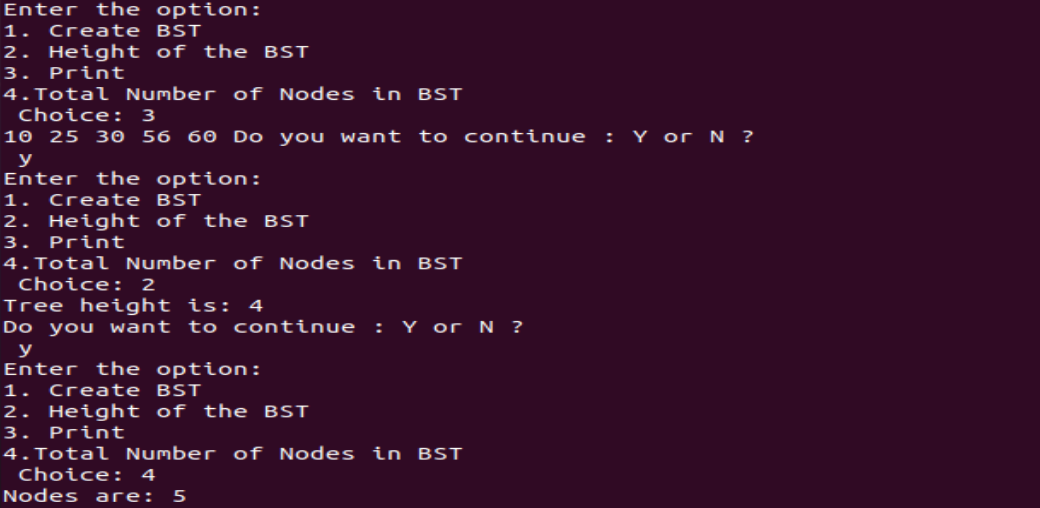 Enter the option:
1. Create BST
2. Height of the BST
3. Print
4.Total Number of Nodes in BST
 Choice: 3
10 25 30 56 60 Do you want to continue : Y or N ?
 y
Enter the option:
1. Create BST
2. Height of the BST
3. Print
4.Total Number of Nodes in BST
 Choice: 2
Tree height is: 4
Do you want to continue : Y or N ?
 y
Enter the option:
1. Create BST
2. Height of the BST
3. Print
4.Total Number of Nodes in BST
 Choice: 4
Nodes are: 5